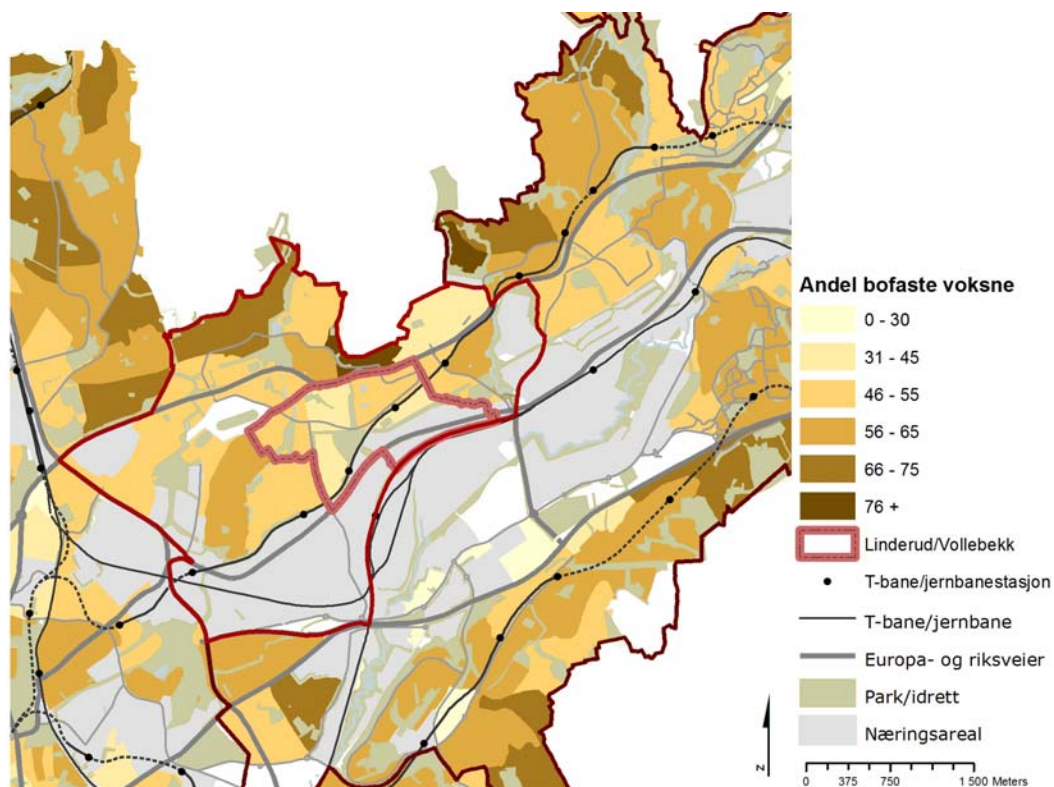 Andel bofaste voksne
0 - 30
31 - 45
46 - 55
56 - 65
66 - 75
76 +
Linderud/Vollebekk
T-bane/jernbanestasjon
T-bane/jernbane
Europa- og riksveier
Park/idrett
Næringsareal
N
0 375 750 1 500 Meters